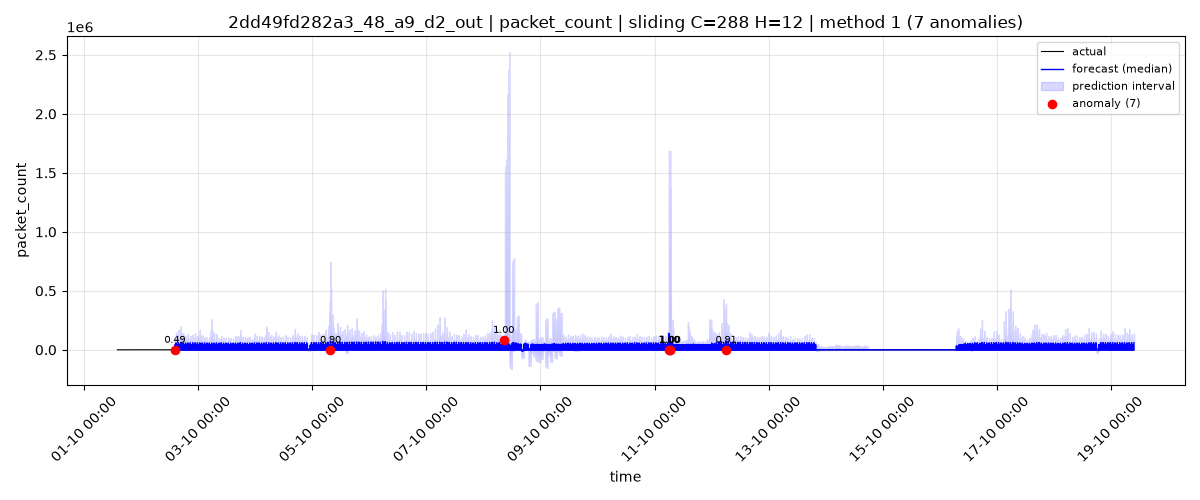 2dd49fd282a3_48_a9_d2_out | packet_count | sliding C=288 H=12 | method 1 (7 anomalies)
1e6
actual
forecast (median)
prediction interval
anomaly (7)
2.5
2.0
1.5
1.0
0.5
0.0
packet_count
0.49
0.80
1.00
1.00
0.91
01-10 00:00
03-10 00:00
05-10 00:00
07-10 00:00
09-10 00:00
11-10 00:00
13-10 00:00
15-10 00:00
17-10 00:00
19-10 00:00
time